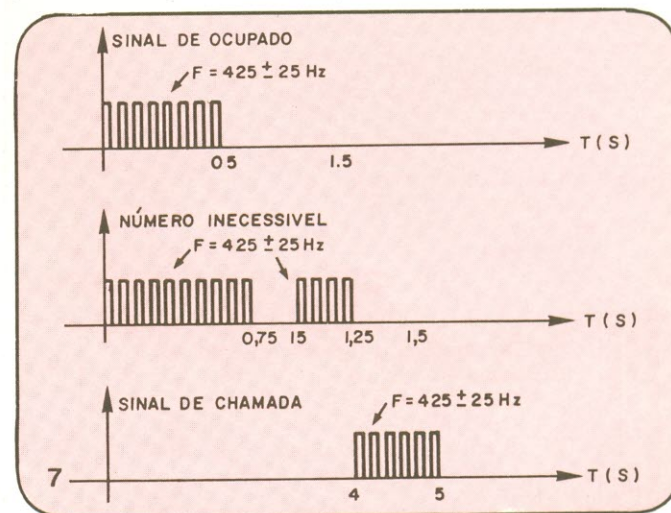 SINAL DE OCUPADO
F = 425 ± 25 Hz
T (S)
05 1.5
NÚMERO INECESSIVEL
F = 425 ± 25 Hz
T (S)
0,75 15 1,25 1,5
SINAL DE CHAMADA
F = 425 ± 25 Hz
7
T (S)
4 5